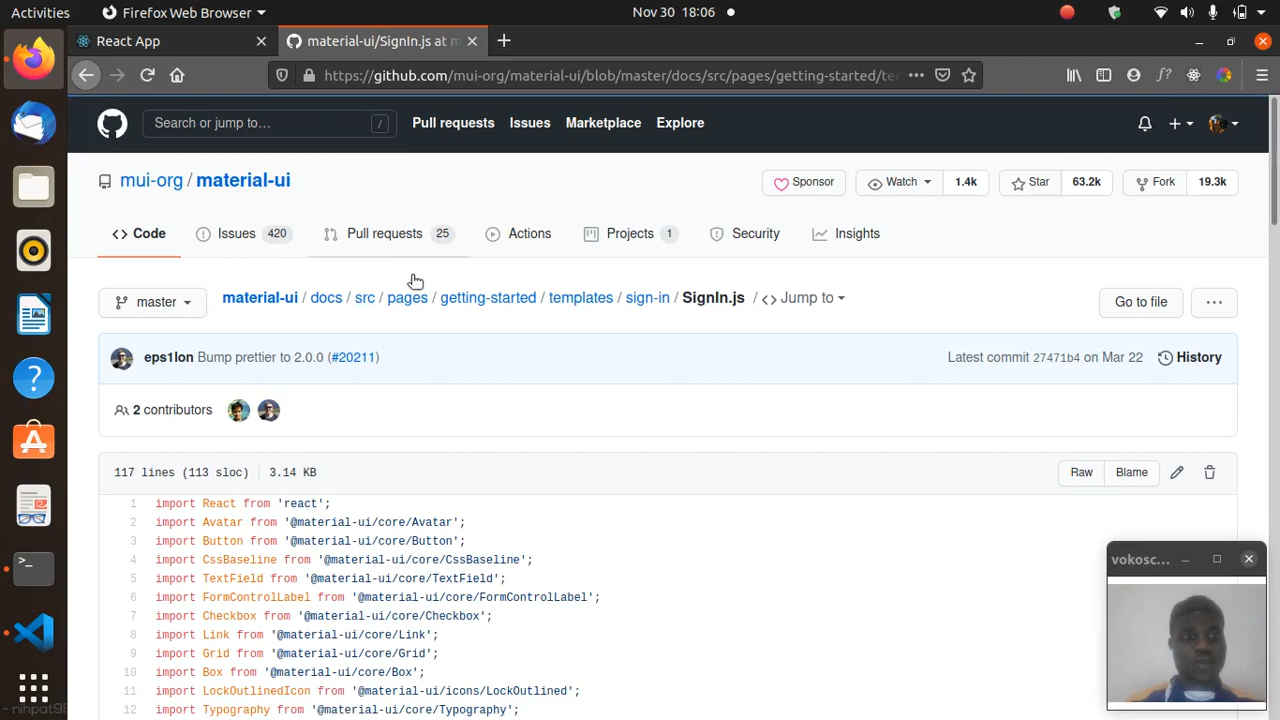 Activities Firefox Web Browser Nov 30 18:06
React App material-ui/SignIn.js at m
https://github.com/mui-org/material-ui/blob/master/docs/src/pages/getting-started/te
Search or jump to… / Pull requests Issues Marketplace Explore
mui-org / material-ui Sponsor Watch 1.4k Star 63.2k Fork 19.3k
Code Issues 420 Pull requests 25 Actions Projects 1 Security Insights
master material-ui / docs / src / pages / getting-started / templates / sign-in / SignIn.js / <> Jump to Go to file ...
eps1lon Bump prettier to 2.0.0 (#20211) Latest commit 27471b4 on Mar 22 History
2 contributors
117 lines (113 sloc) 3.14 KB Raw Blame
1 import React from 'react';
2 import Avatar from '@material-ui/core/Avatar';
3 import Button from '@material-ui/core/Button';
4 import CssBaseline from '@material-ui/core/CssBaseline';
5 import TextField from '@material-ui/core/TextField';
6 import FormControlLabel from '@material-ui/core/FormControlLabel';
7 import Checkbox from '@material-ui/core/Checkbox';
8 import Link from '@material-ui/core/Link';
9 import Grid from '@material-ui/core/Grid';
10 import Box from '@material-ui/core/Box';
11 import LockOutlinedIcon from '@material-ui/icons/LockOutlined';
12 import Typography from '@material-ui/core/Typography';
vokosc...